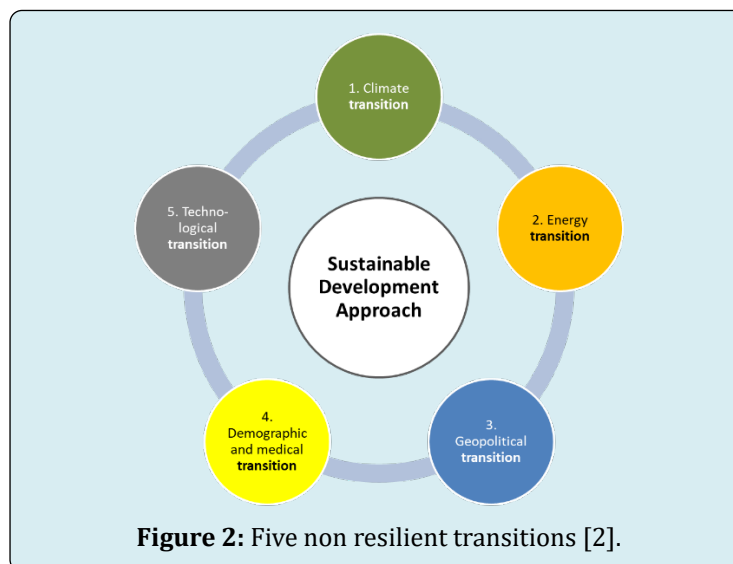 1. Climate
transition
2. Energy
transition
3.
Geopolitical
transition
4.
Demographic
and medical
transition
5. Techno-
logical
transition
Sustainable
Development
Approach
Figure 2: Five non resilient transitions [2].